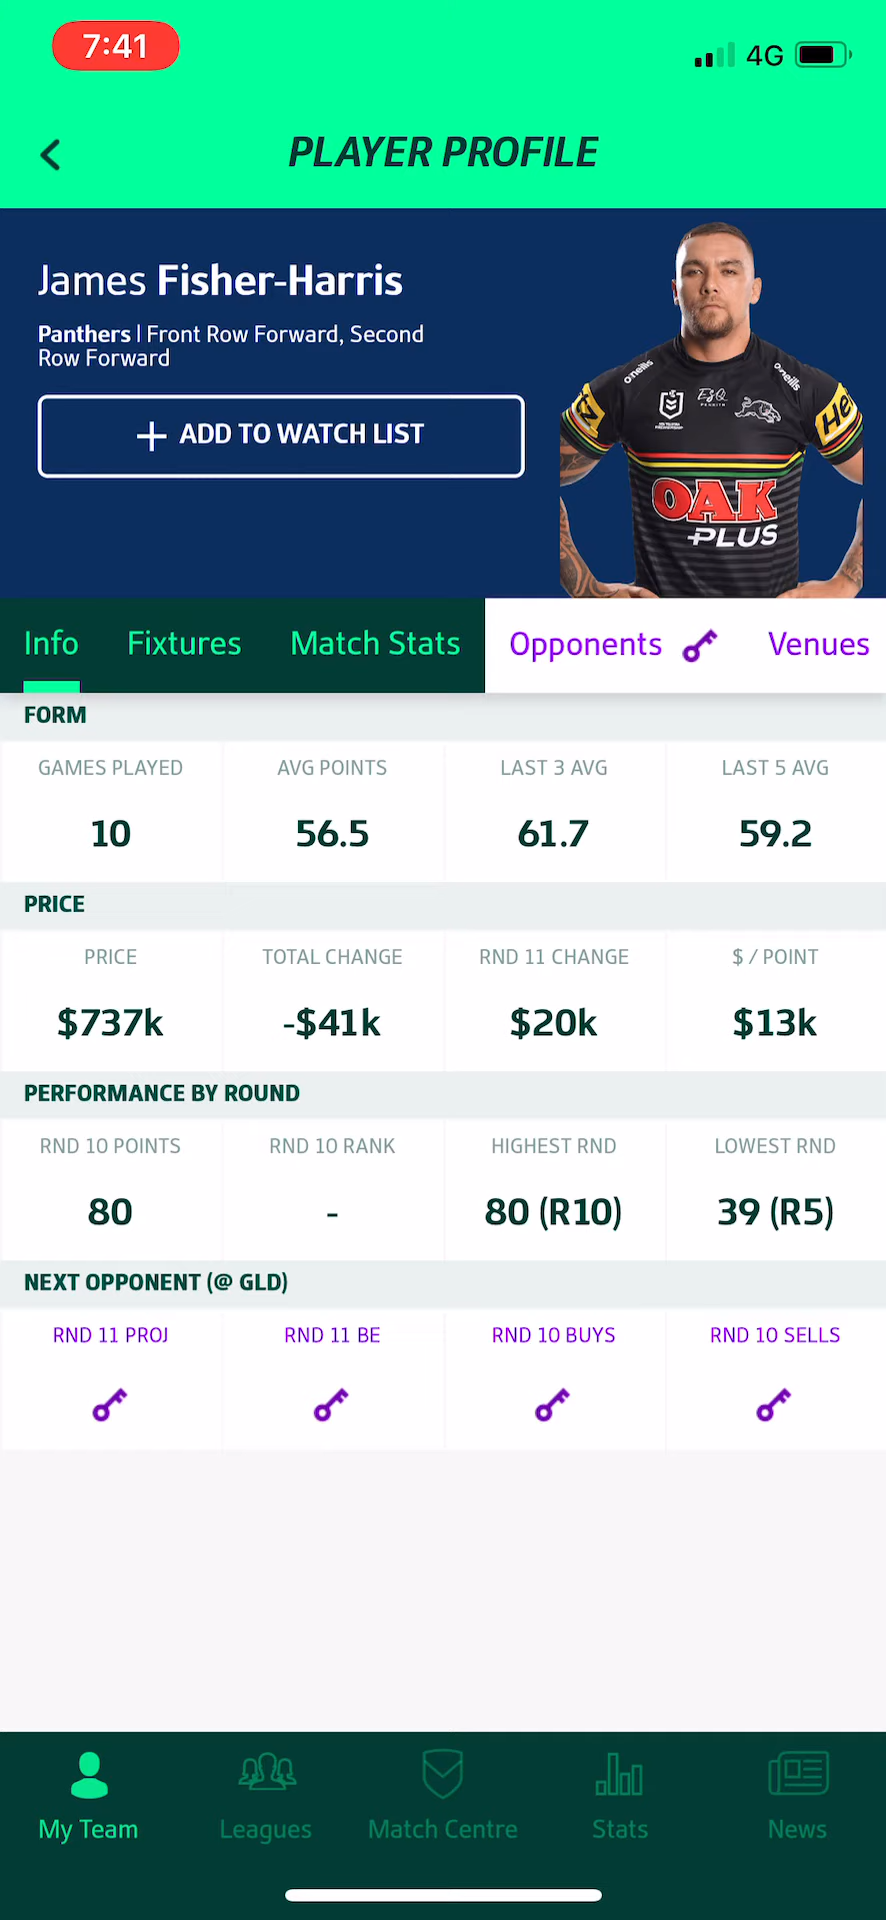 7:41
4G
PLAYER PROFILE
James Fisher-Harris
Panthers | Front Row Forward, Second
Row Forward
ADD TO WATCH LIST
oneills
oneills
ESQ
PENRITH
He
OAK
PLUS
Info
Fixtures
Match Stats
Opponents
Venues
FORM
GAMES PLAYED
AVG POINTS
LAST 3 AVG
LAST 5 AVG
10
56.5
61.7
59.2
PRICE
PRICE
TOTAL CHANGE
RND 11 CHANGE
$ / POINT
$737k
-$41k
$20k
$13k
PERFORMANCE BY ROUND
RND 10 POINTS
RND 10 RANK
HIGHEST RND
LOWEST RND
80
-
80 (R10)
39 (R5)
NEXT OPPONENT (@ GLD)
RND 11 PROJ
RND 11 BE
RND 10 BUYS
RND 10 SELLS
My Team
Leagues
Match Centre
Stats
News